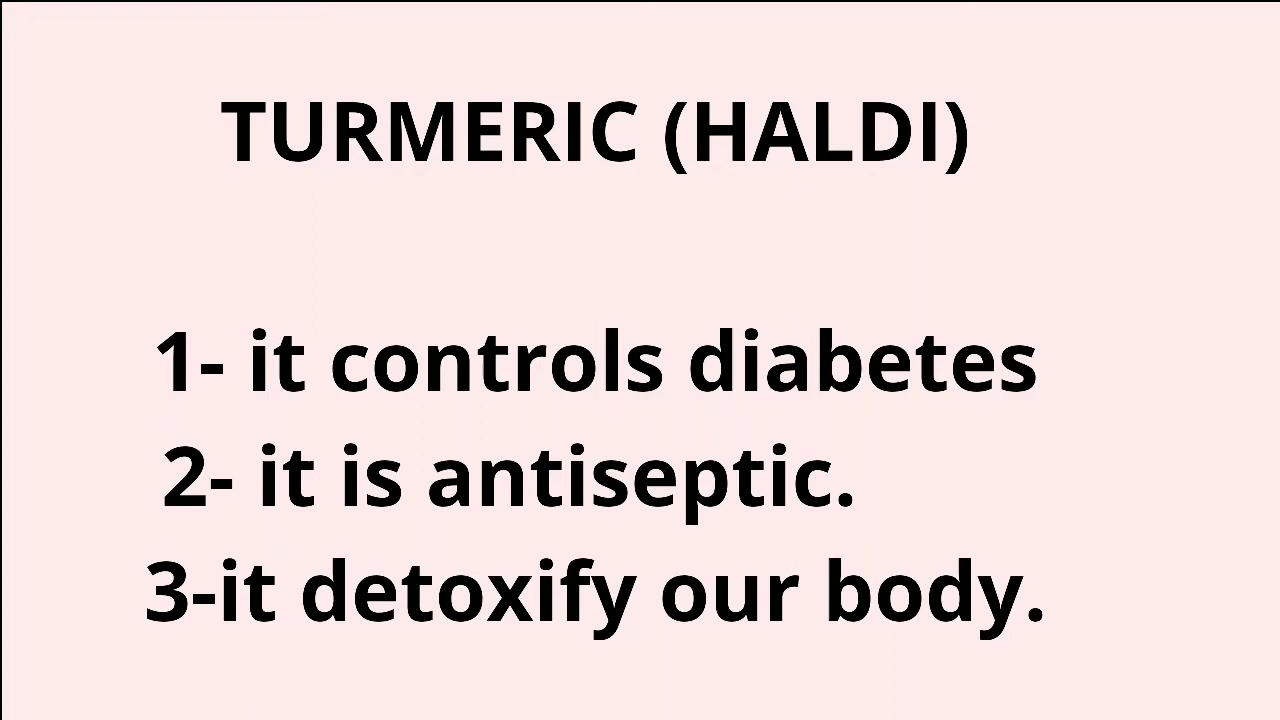 TURMERIC (HALDI)
1- it controls diabetes
2- it is antiseptic.
3-it detoxify our body.